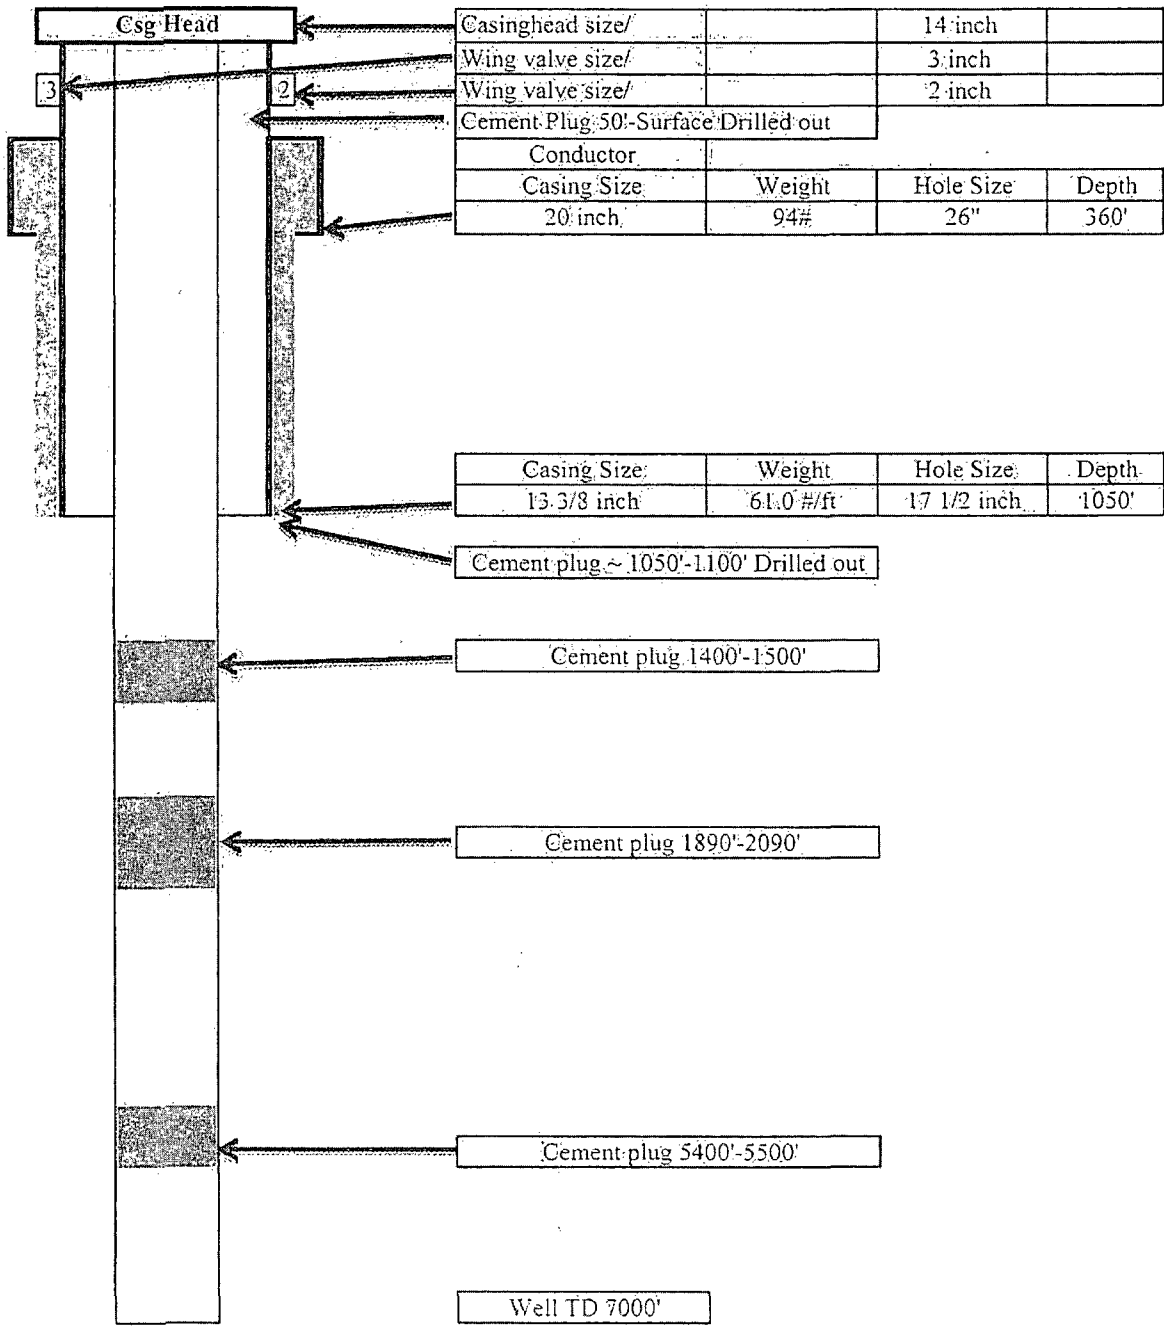 Csg Head
Casinghead size/ 14 inch
Wing valve size/ 3 inch
3
2
Wing valve size/ 2 inch
Cement Plug 50'-Surface Drilled out
Conductor
Casing Size Weight Hole Size Depth
20 inch 94# 26" 360'
Casing Size Weight Hole Size Depth
13 3/8 inch 61.0 #/ft 17 1/2 inch 1050'
Cement plug ~ 1050'-1100' Drilled out
Cement plug 1400'-1500'
Cement plug 1890'-2090'
Cement plug 5400'-5500'
Well TD 7000'